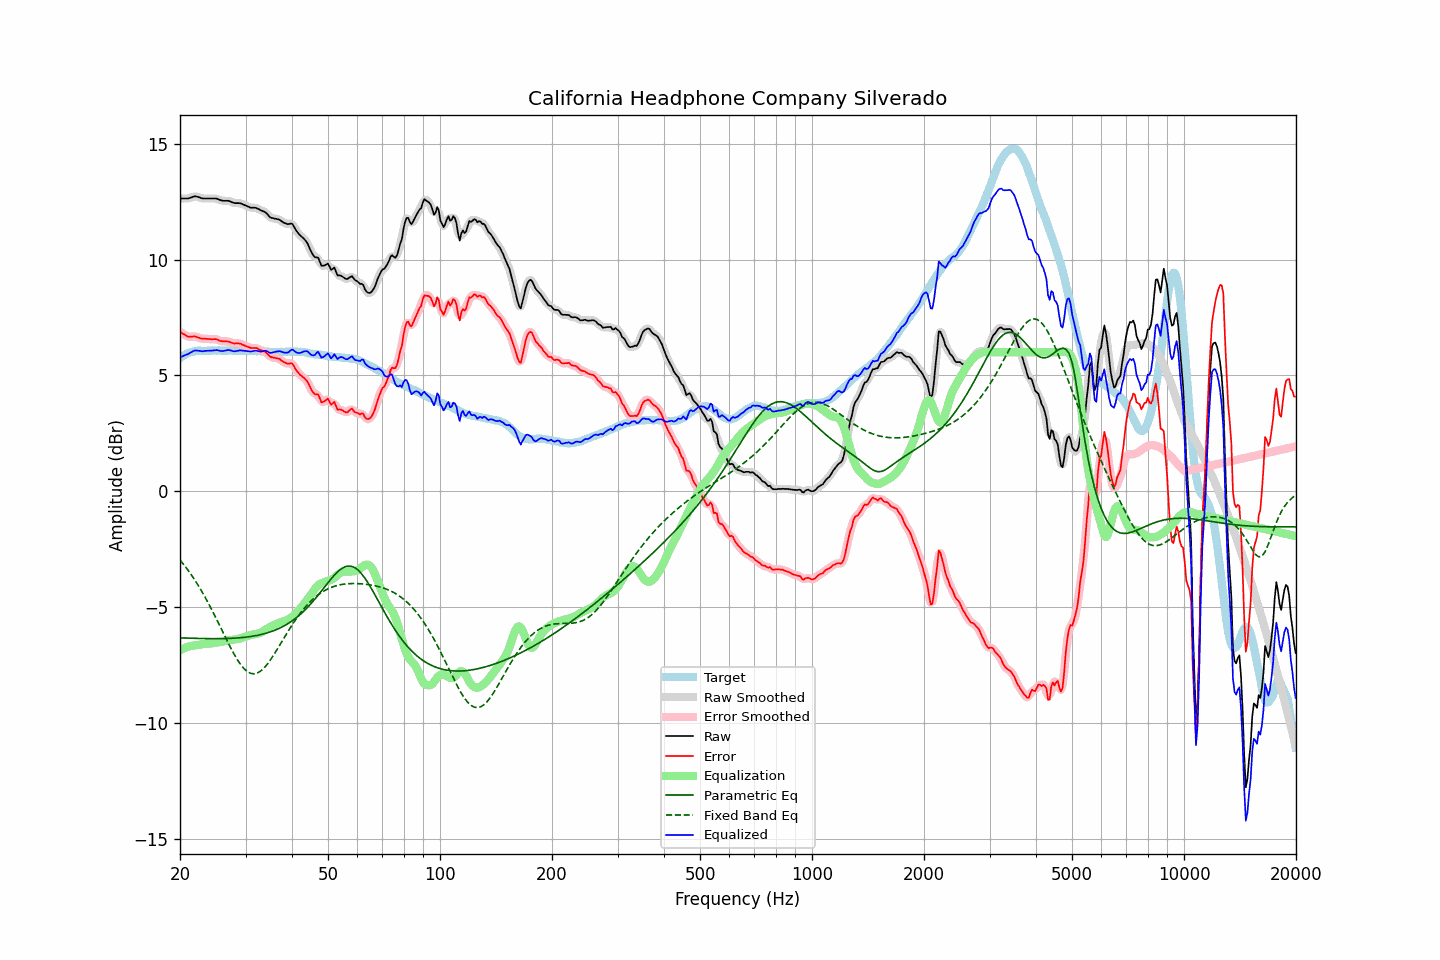 California Headphone Company Silverado
Amplitude (dBr)
15
10
5
0
−5
−10
−15
Target
Raw Smoothed
Error Smoothed
Raw
Error
Equalization
Parametric Eq
Fixed Band Eq
Equalized
20 50 100 200 500 1000 2000 5000 10000 20000
Frequency (Hz)